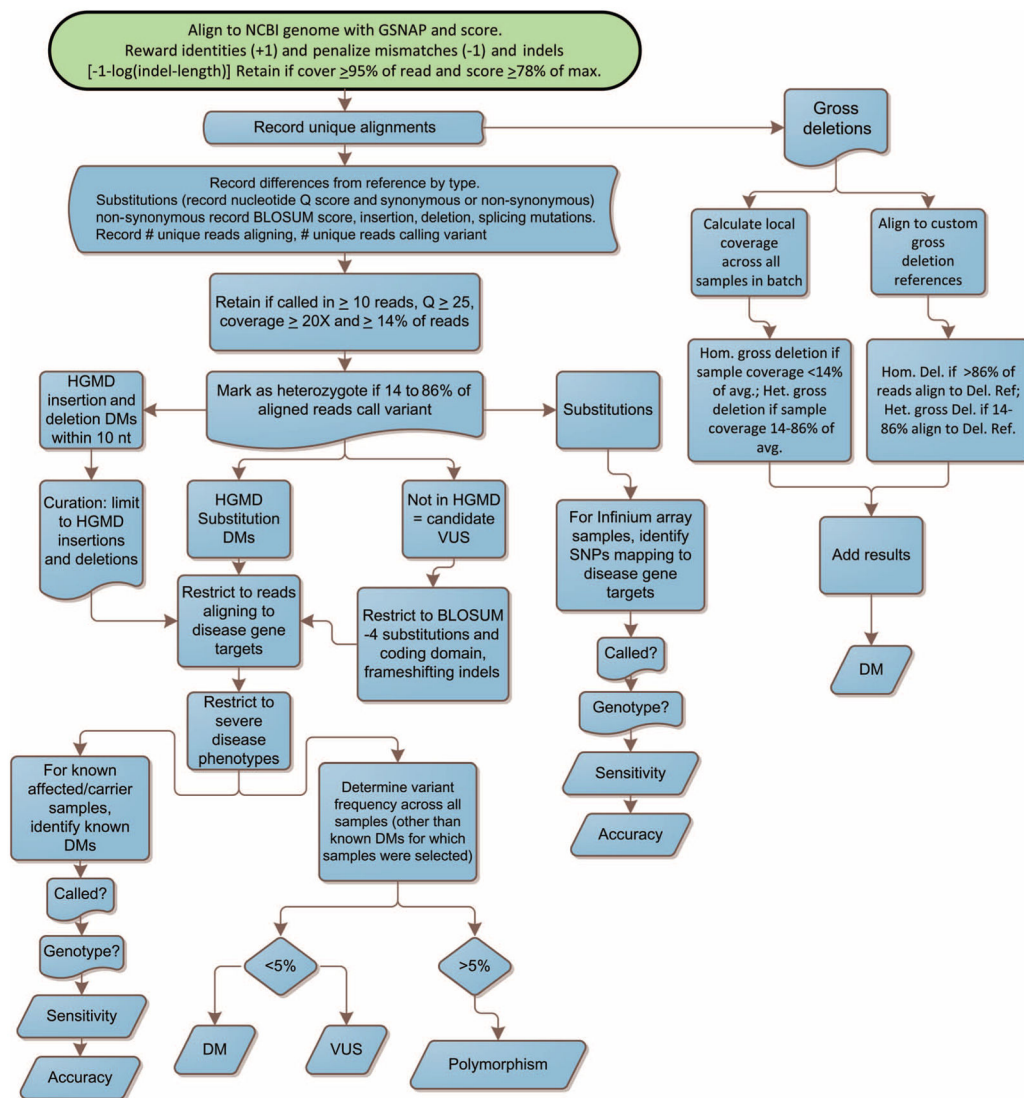 Align to NCBI genome with GSNAP and score.
Reward identities (+1) and penalize mismatches (-1) and indels
[-1-log(indel-length)] Retain if cover ≥95% of read and score ≥78% of max.
Record unique alignments
Gross
deletions
Record differences from reference by type.
Substitutions (record nucleotide Q score and synonymous or non-synonymous)
non-synonymous record BLOSUM score, insertion, deletion, splicing mutations.
Record # unique reads aligning, # unique reads calling variant
Calculate local
coverage
across all
samples in batch
Align to custom
gross
deletion
references
Retain if called in ≥ 10 reads, Q ≥ 25,
coverage ≥ 20X and ≥ 14% of reads
Hom. gross deletion if
sample coverage <14%
of avg.; Het. gross
deletion if sample
coverage 14-86% of
avg.
Hom. Del. if >86% of
reads align to Del. Ref;
Het. gross Del. if 14-
86% align to Del. Ref.
HGMD
insertion and
deletion DMs
within 10 nt
Mark as heterozygote if 14 to 86% of
aligned reads call variant
Substitutions
Curation: limit
to HGMD
insertions
and deletions
HGMD
Substitution
DMs
Not in HGMD
= candidate
VUS
For Infinium array
samples, identify
SNPs mapping to
disease gene
targets
Add results
Restrict to reads
aligning to
disease gene
targets
Restrict to BLOSUM
-4 substitutions and
coding domain,
frameshifting indels
Called?
DM
Genotype?
Restrict to
severe
disease
phenotypes
For known
affected/carrier
samples,
identify known
DMs
Determine variant
frequency across all
samples (other than
known DMs for which
samples were selected)
Sensitivity
Accuracy
Called?
Genotype?
<5%
>5%
Sensitivity
DM
VUS
Polymorphism
Accuracy